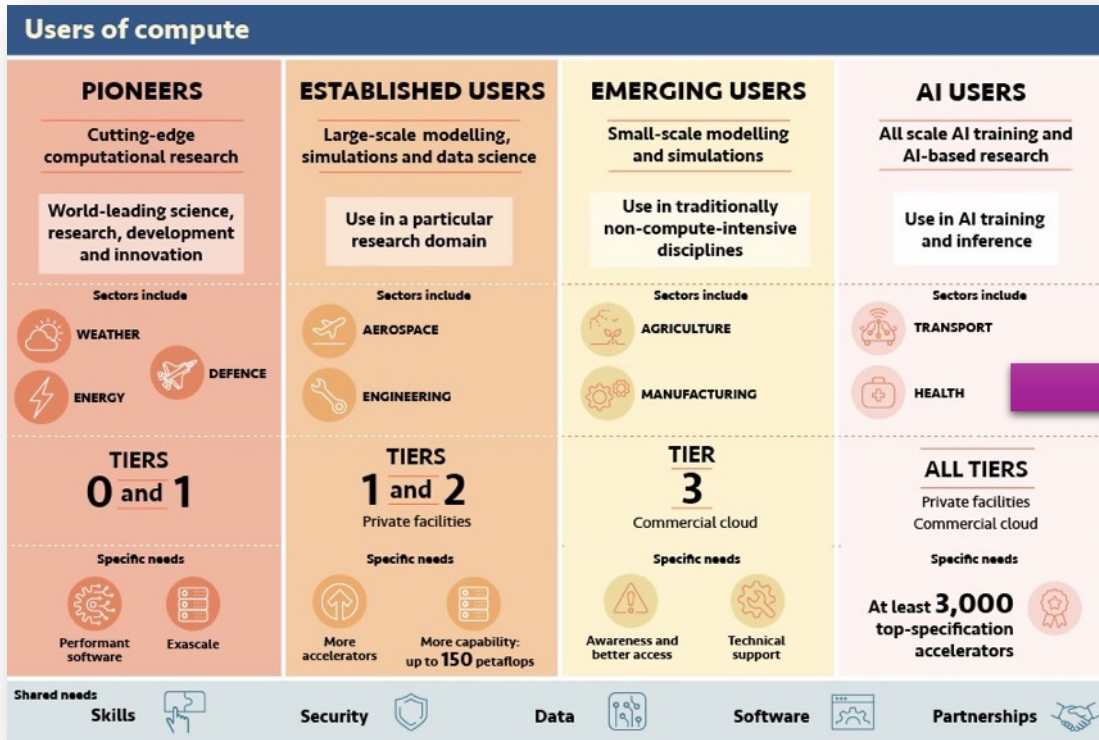 Users of compute
PIONEERS
Cutting-edge
computational research
World-leading science,
research, development
and innovation
Sectors include
WEATHER
DEFENCE
ENERGY
TIERS
0 and 1
Specific needs
Performant
software
Exascale
ESTABLISHED USERS
Large-scale modelling,
simulations and data science
Use in a particular
research domain
Sectors include
AEROSPACE
ENGINEERING
TIERS
1 and 2
Private facilities
Specific needs
More
accelerators
More capability:
up to 150 petaflops
EMERGING USERS
Small-scale modelling
and simulations
Use in traditionally
non-compute-intensive
disciplines
Sectors include
AGRICULTURE
MANUFACTURING
TIER
3
Commercial cloud
Specific needs
Awareness and
better access
Technical
support
AI USERS
All scale AI training and
AI-based research
Use in AI training
and inference
Sectors include
TRANSPORT
HEALTH
ALL TIERS
Private facilities
Commercial cloud
Specific needs
At least 3,000
top-specification
accelerators
Shared needs
Skills
Security
Data
Software
Partnerships